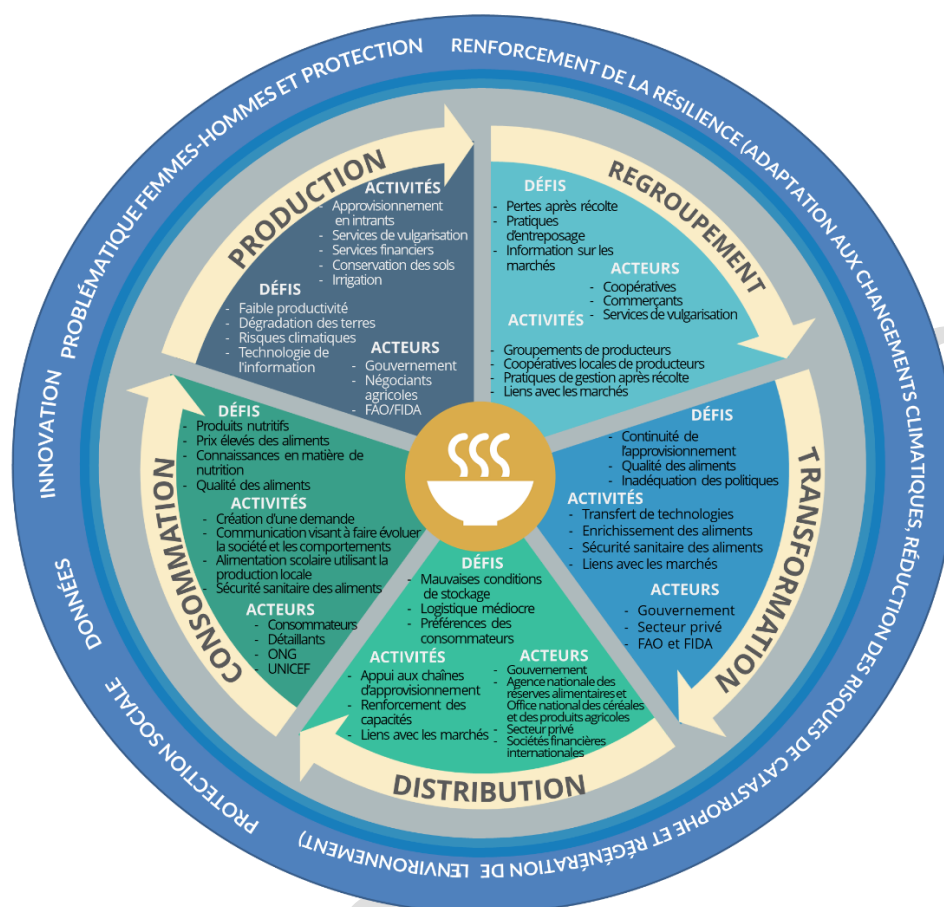 INNOVATION PROBLÉMATIQUE FEMMES-HOMMES ET PROTECTION
RENFORCEMENT DE LA RÉSILIENCE (ADAPTATION AUX CHANGEMENTS CLIMATIQUES, RÉDUCTION DES RISQUES DE CATASTROPHE ET RÉGÉNÉRATION DE L'ENVIRONNEMENT)
PROTECTION SOCIALE
DONNÉES
PRODUCTION
ACTIVITÉS
- Approvisionnement
en intrants
- Services de vulgarisation
- Services financiers
- Conservation des sols
- Irrigation
DÉFIS
- Faible productivité
- Dégradation des terres
- Risques climatiques
- Technologie de
l'information
ACTEURS
- Gouvernement
- Négociants
agricoles
- FAO/FIDA
REGROUPEMENT
DÉFIS
- Pertes après récolte
- Pratiques
d'entreposage
- Information sur les
marchés
ACTEURS
- Coopératives
- Commerçants
- Services de vulgarisation
ACTIVITÉS
- Groupements de producteurs
- Coopératives locales de producteurs
- Pratiques de gestion après récolte
- Liens avec les marchés
TRANSFORMATION
DÉFIS
- Continuité de
l'approvisionnement
- Qualité des aliments
- Inadéquation des politiques
ACTIVITÉS
- Transfert de technologies
- Enrichissement des aliments
- Sécurité sanitaire des aliments
- Liens avec les marchés
ACTEURS
- Gouvernement
- Secteur privé
- FAO et FIDA
DISTRIBUTION
DÉFIS
- Mauvaises conditions
de stockage
- Logistique médiocre
- Préférences des
consommateurs
ACTIVITÉS
- Appui aux chaînes
d'approvisionnement
- Renforcement des
capacités
- Liens avec les marchés
ACTEURS
- Gouvernement
- Agence nationale des
réserves alimentaires et
Office national des céréales
et des produits agricoles
- Secteur privé
- Sociétés financières
internationales
CONSOMMATION
DÉFIS
- Produits nutritifs
- Prix élevés des aliments
- Connaissances en matière de
nutrition
- Qualité des aliments
ACTIVITÉS
- Création d'une demande
- Communication visant à faire évoluer
la société et les comportements
- Alimentation scolaire utilisant la
production locale
- Sécurité sanitaire des aliments
ACTEURS
- Consommateurs
- Détaillants
- ONG
- UNICEF